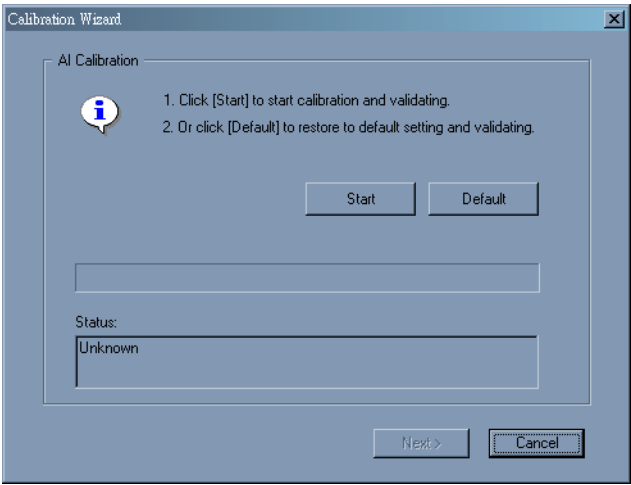 Calibration Wizard
AI Calibration
1. Click [Start] to start calibration and validating.
2. Or click [Default] to restore to default setting and validating.
Start
Default
Status:
Unknown
Next >
Cancel